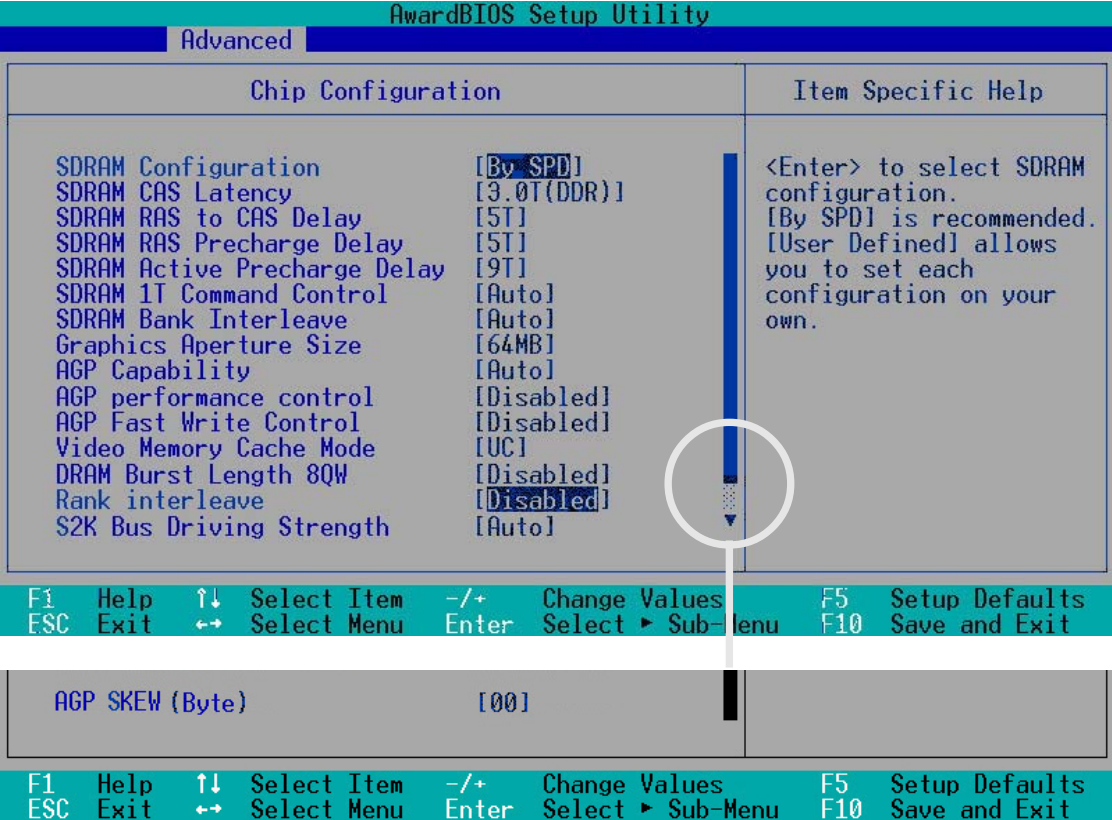 AwardBIOS Setup Utility
Advanced
Chip Configuration
Item Specific Help
SDRAM Configuration [By SPD]
SDRAM CAS Latency [3.0T(DDR)]
SDRAM RAS to CAS Delay [5T]
SDRAM RAS Precharge Delay [5T]
SDRAM Active Precharge Delay [9T]
SDRAM 1T Command Control [Auto]
SDRAM Bank Interleave [Auto]
Graphics Aperture Size [64MB]
AGP Capability [Auto]
AGP performance control [Disabled]
AGP Fast Write Control [Disabled]
Video Memory Cache Mode [UC]
DRAM Burst Length 8QW [Disabled]
Rank interleave [Disabled]
S2K Bus Driving Strength [Auto]
<Enter> to select SDRAM
configuration.
[By SPD] is recommended.
[User Defined] allows
you to set each
configuration on your
own.
F1 Help ↑↓ Select Item -/+ Change Values F5 Setup Defaults
ESC Exit ←→ Select Menu Enter Select ► Sub-Menu F10 Save and Exit
AGP SKEW (Byte) [00]
F1 Help ↑↓ Select Item -/+ Change Values F5 Setup Defaults
ESC Exit ←→ Select Menu Enter Select ► Sub-Menu F10 Save and Exit